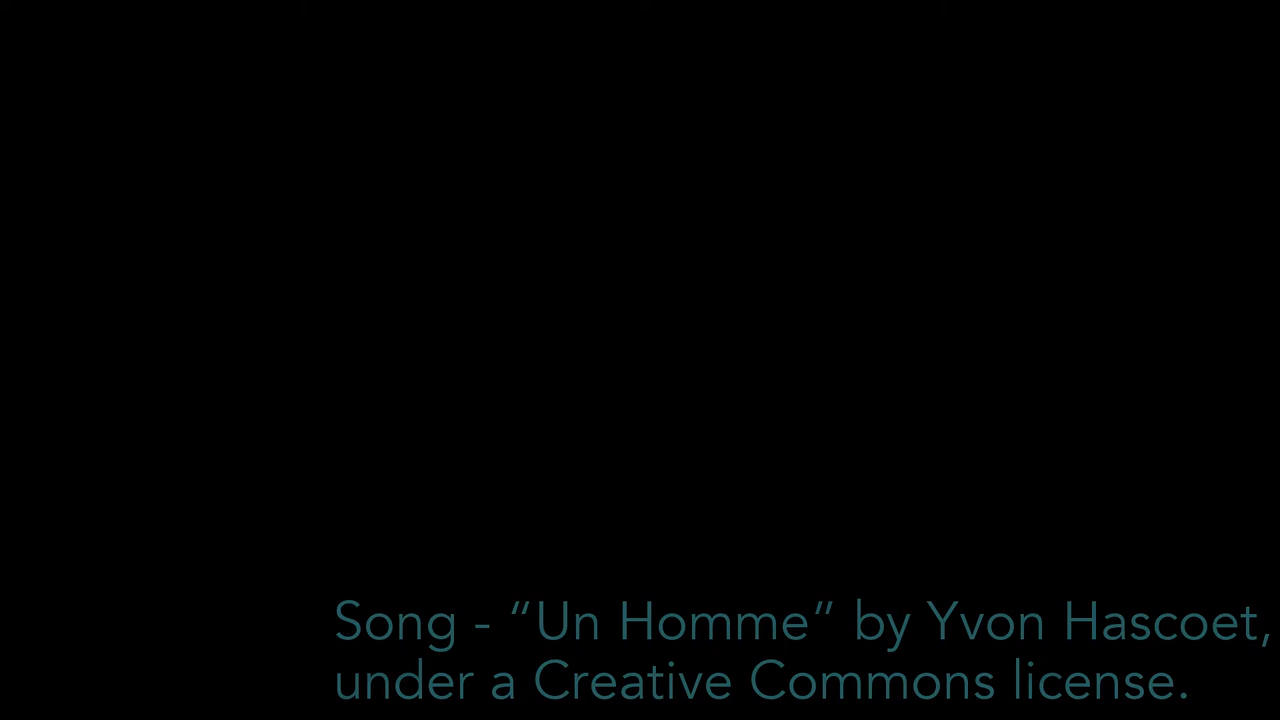 Song - “Un Homme” by Yvon Hascoet,
under a Creative Commons license.